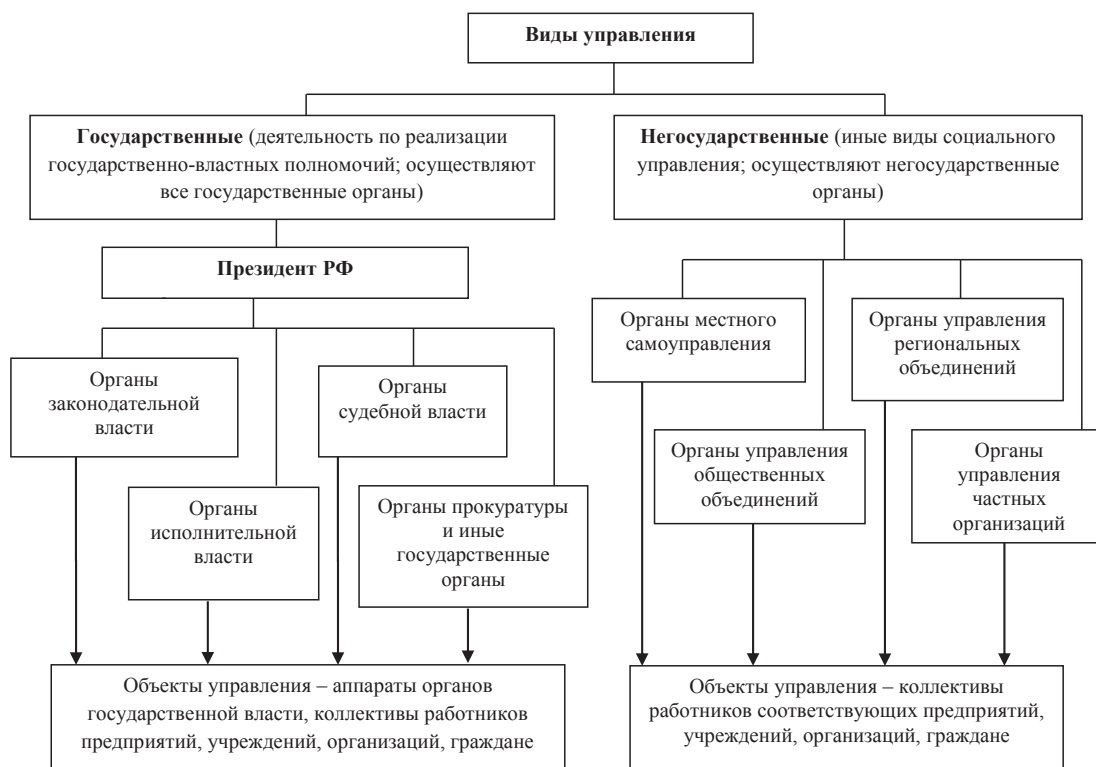 Виды управления
Государственные (деятельность по реализации
государственно-властных полномочий; осуществляют
все государственные органы)
Негосударственные (иные виды социального
управления; осуществляют негосударственные
органы)
Президент РФ
Органы местного
самоуправления
Органы управления
региональных
объединений
Органы
законодательной
власти
Органы
судебной власти
Органы управления
общественных
объединений
Органы
управления
частных
организаций
Органы
исполнительной
власти
Органы прокуратуры
и иные
государственные
органы
Объекты управления – аппараты органов
государственной власти, коллективы работников
предприятий, учреждений, организаций, граждане
Объекты управления – коллективы
работников соответствующих предприятий,
учреждений, организаций, граждане